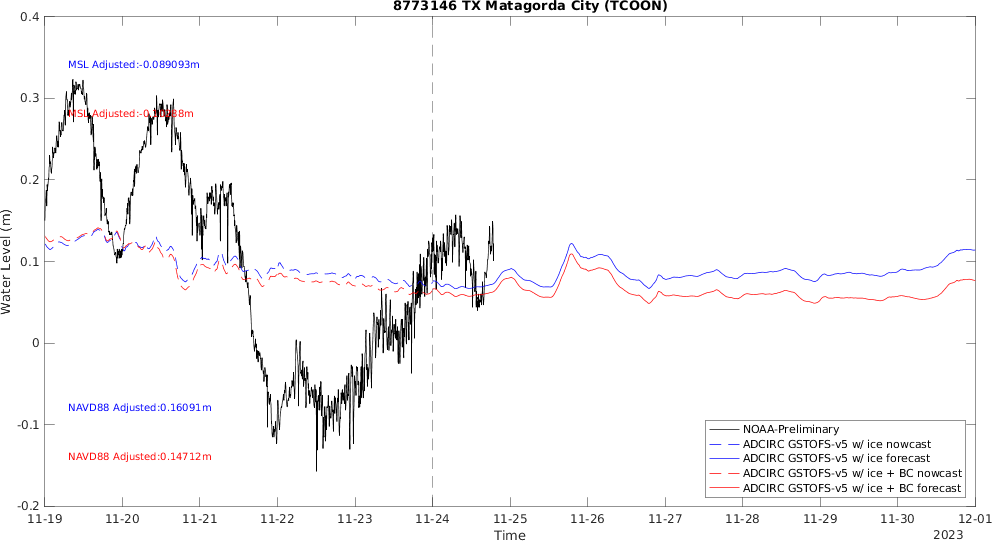 8773146 TX Matagorda City (TCOON)
0.4
MSL Adjusted:-0.089093m
0.3
MSL
0.2
Water Level (m)
0.1
0
NAVD88 Adjusted:0.16091m
-0.1
NAVD88 Adjusted:0.14712m
-0.2
NOAA-Preliminary
ADCIRC GSTOFS-v5 w/ ice nowcast
ADCIRC GSTOFS-v5 w/ ice forecast
ADCIRC GSTOFS-v5 w/ ice + BC nowcast
ADCIRC GSTOFS-v5 w/ ice + BC forecast
11-19 11-20 11-21 11-22 11-23 11-24 11-25 11-26 11-27 11-28 11-29 11-30 12-01
Time
2023